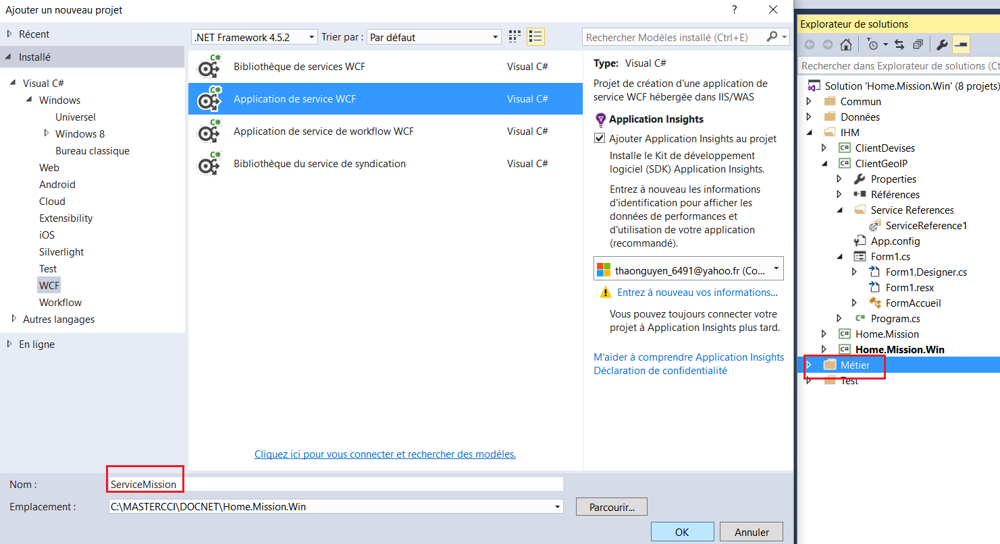 Ajouter un nouveau projet
?
Récent
Installé
Visual C#
Windows
Universel
Windows 8
Bureau classique
Web
Android
Cloud
Extensibility
iOS
Silverlight
Test
WCF
Workflow
Autres langages
En ligne
.NET Framework 4.5.2
Trier par :
Par défaut
Rechercher Modèles installé (Ctrl+E)
C#
Bibliothèque de services WCF
Visual C#
C#
Application de service WCF
Visual C#
C#
Application de service de workflow WCF
Visual C#
C#
Bibliothèque du service de syndication
Visual C#
Cliquez ici pour vous connecter et rechercher des modèles.
Type: Visual C#
Projet de création d'une application de
service WCF hébergée dans IIS/WAS
Application Insights
Ajouter Application Insights au projet
Installe le Kit de développement
logiciel (SDK) Application Insights.
Entrez à nouveau les informations
d'identification pour afficher les
données de performances et
d'utilisation de votre application
(recommandé).
thaonguyen_6491@yahoo.fr (Co...
Entrez à nouveau vos informations...
Vous pouvez toujours connecter votre
projet à Application Insights plus tard.
M'aider à comprendre Application Insights
Déclaration de confidentialité
Nom :
ServiceMission
Emplacement :
C:\MASTERCCI\DOCNET\Home.Mission.Win
Parcourir...
OK
Annuler
Explorateur de solutions
Rechercher dans Explorateur de solutions (Ct
Solution 'Home.Mission.Win' (8 projets)
Commun
Données
IHM
C# ClientDevises
C# ClientGeoIP
Properties
Références
Service References
ServiceReference1
App.config
Form1.cs
Form1.Designer.cs
Form1.resx
FormAccueil
C# Program.cs
C# Home.Mission
C# Home.Mission.Win
Métier
Test